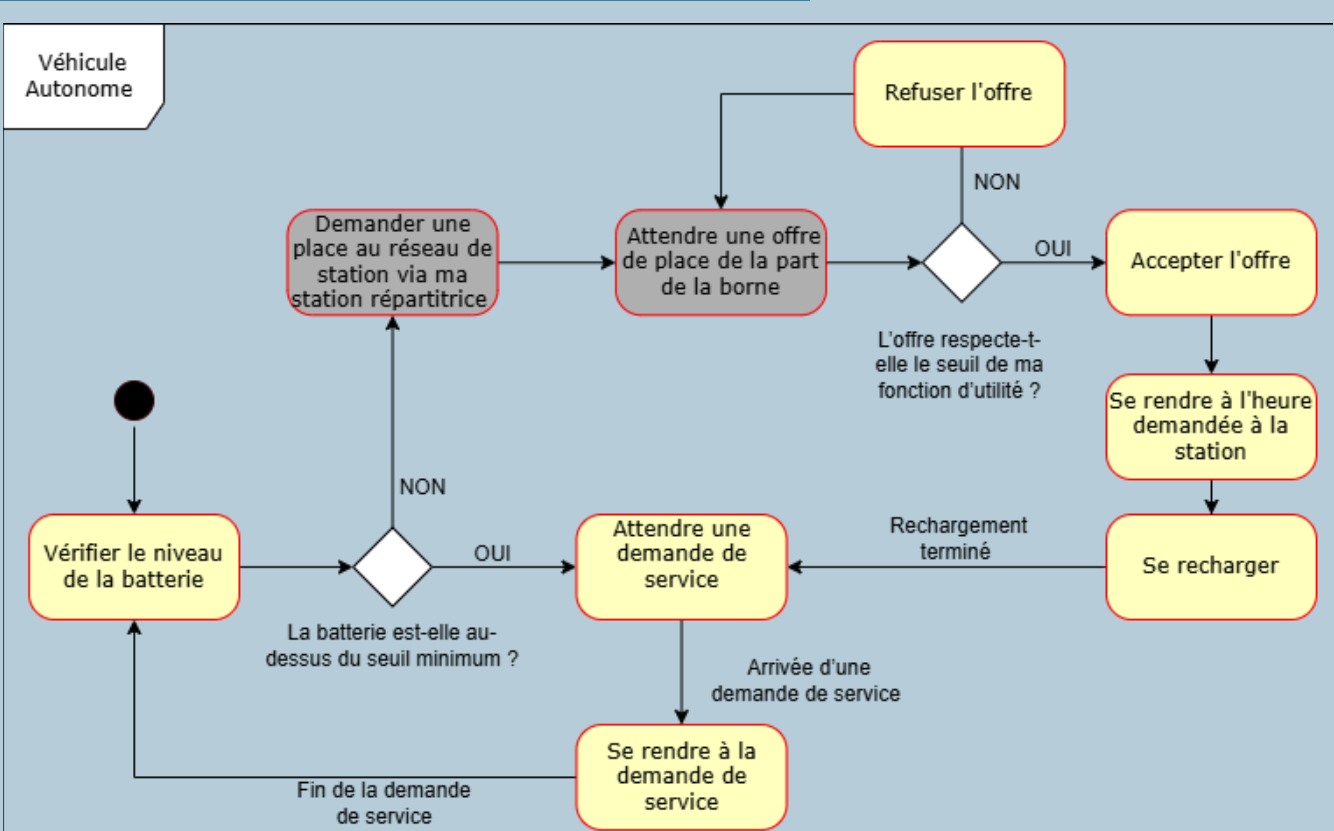 Véhicule
Autonome
Refuser l'offre
NON
Demander une
place au réseau de
station via ma
station répartitrice
Attendre une offre
de place de la part
de la borne
OUI
Accepter l'offre
L'offre respecte-t-
elle le seuil de ma
fonction d'utilité ?
Se rendre à l'heure
demandée à la
station
NON
Vérifier le niveau
de la batterie
OUI
Attendre une
demande de
service
Rechargement
terminé
Se recharger
La batterie est-elle au-
dessus du seuil minimum ?
Arrivée d'une
demande de service
Se rendre à la
demande de
service
Fin de la demande
de service